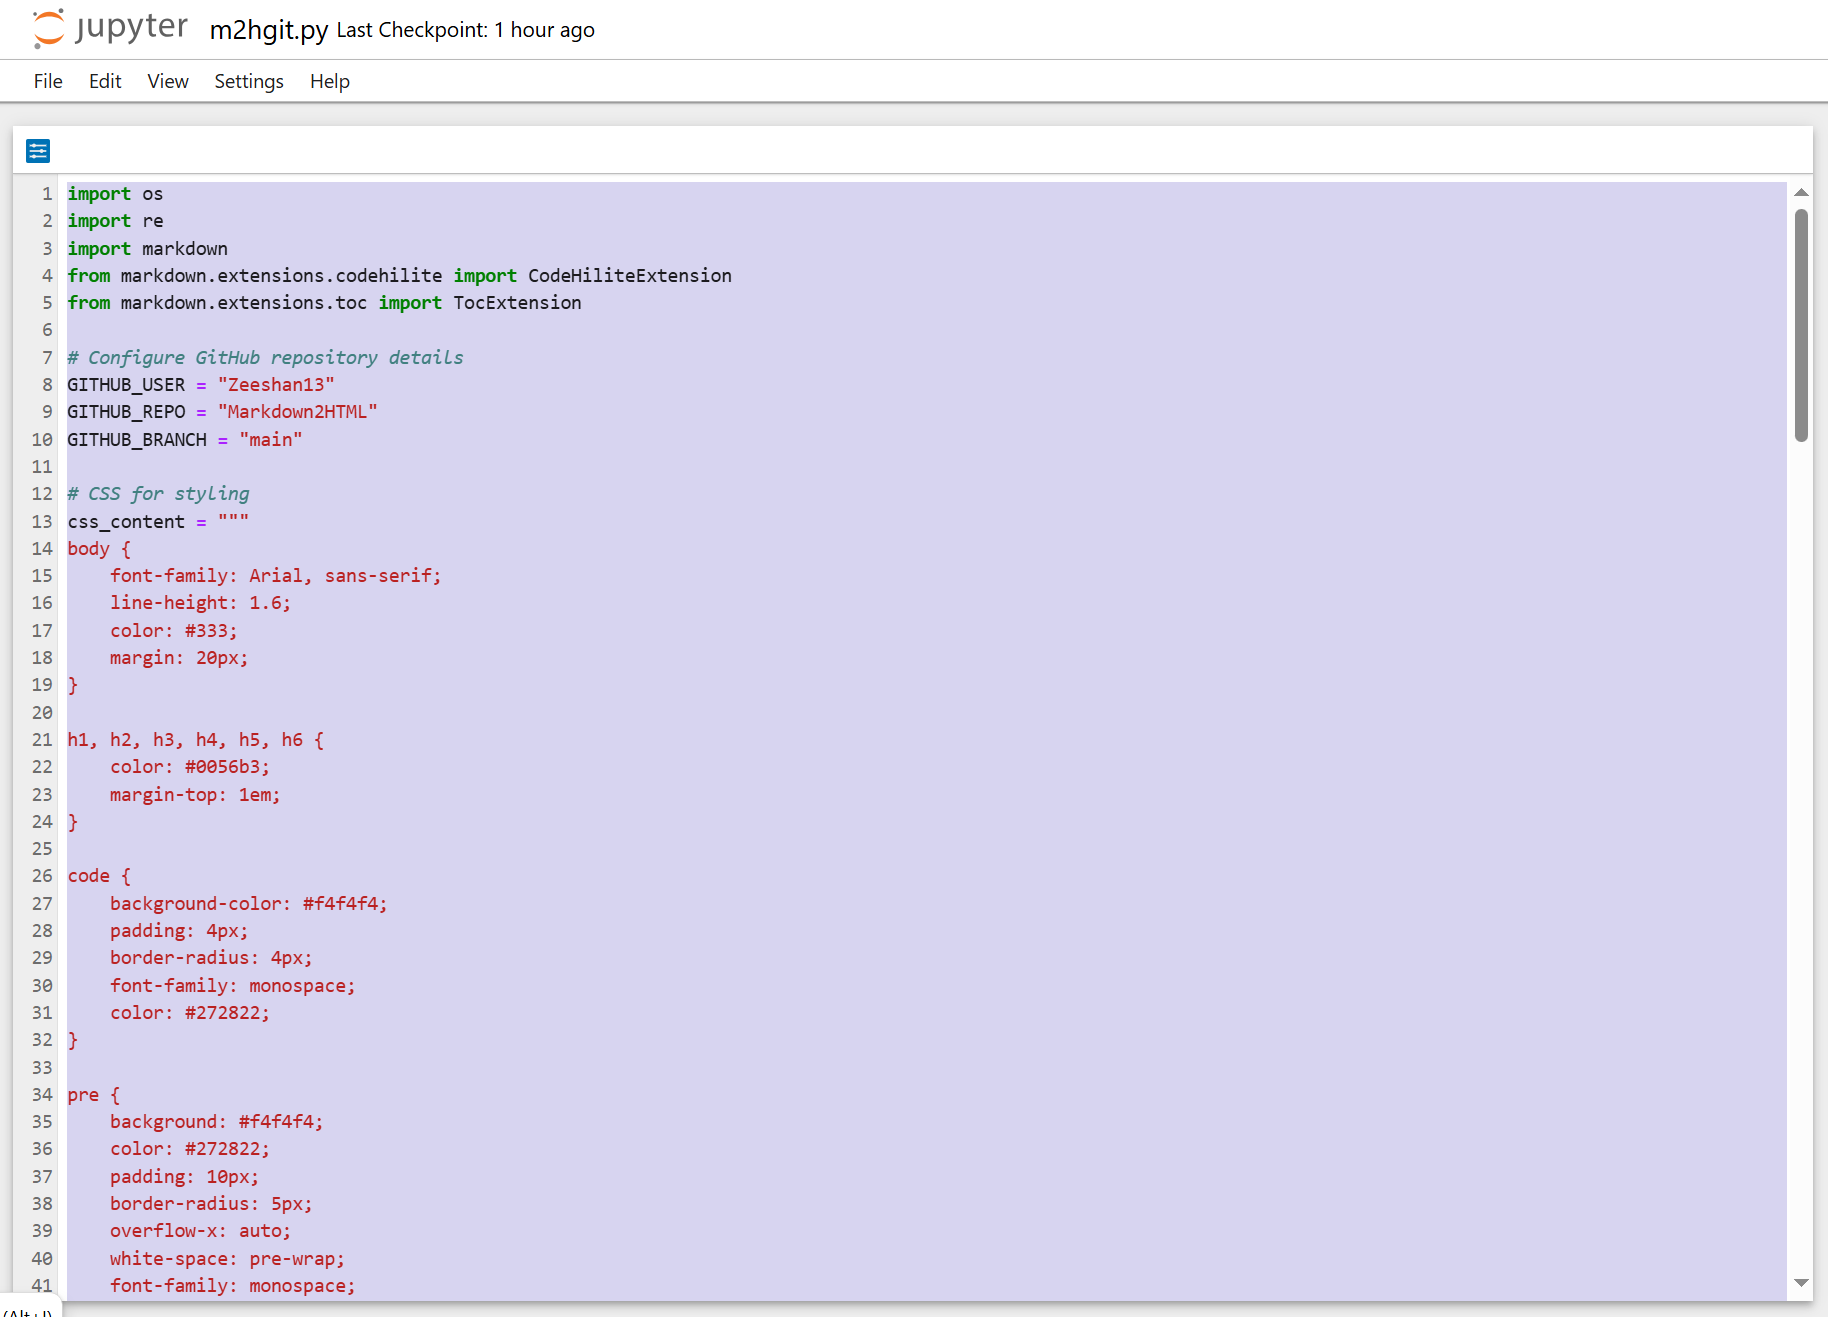 jupyter m2hgit.py Last Checkpoint: 1 hour ago
File Edit View Settings Help
1 import os
2 import re
3 import markdown
4 from markdown.extensions.codehilite import CodeHiliteExtension
5 from markdown.extensions.toc import TocExtension
6
7 # Configure GitHub repository details
8 GITHUB_USER = "Zeeshan13"
9 GITHUB_REPO = "Markdown2HTML"
10 GITHUB_BRANCH = "main"
11
12 # CSS for styling
13 css_content = """
14 body {
15     font-family: Arial, sans-serif;
16     line-height: 1.6;
17     color: #333;
18     margin: 20px;
19 }
20
21 h1, h2, h3, h4, h5, h6 {
22     color: #0056b3;
23     margin-top: 1em;
24 }
25
26 code {
27     background-color: #f4f4f4;
28     padding: 4px;
29     border-radius: 4px;
30     font-family: monospace;
31     color: #272822;
32 }
33
34 pre {
35     background: #f4f4f4;
36     color: #272822;
37     padding: 10px;
38     border-radius: 5px;
39     overflow-x: auto;
40     white-space: pre-wrap;
41     font-family: monospace;